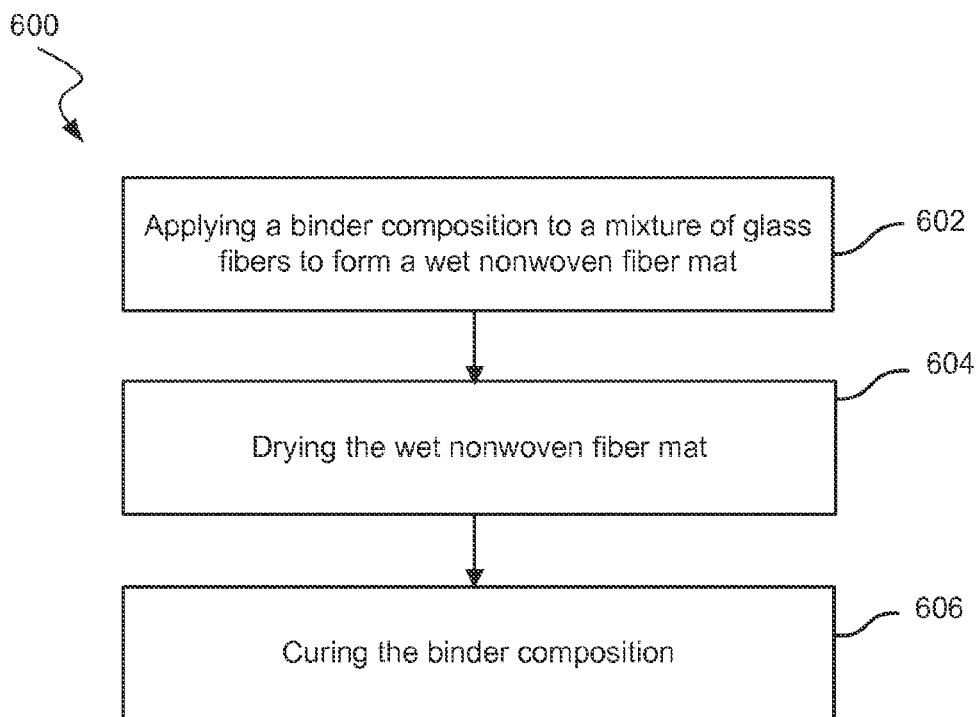 600
Applying a binder composition to a mixture of glass
fibers to form a wet nonwoven fiber mat
602
604
Drying the wet nonwoven fiber mat
606
Curing the binder composition